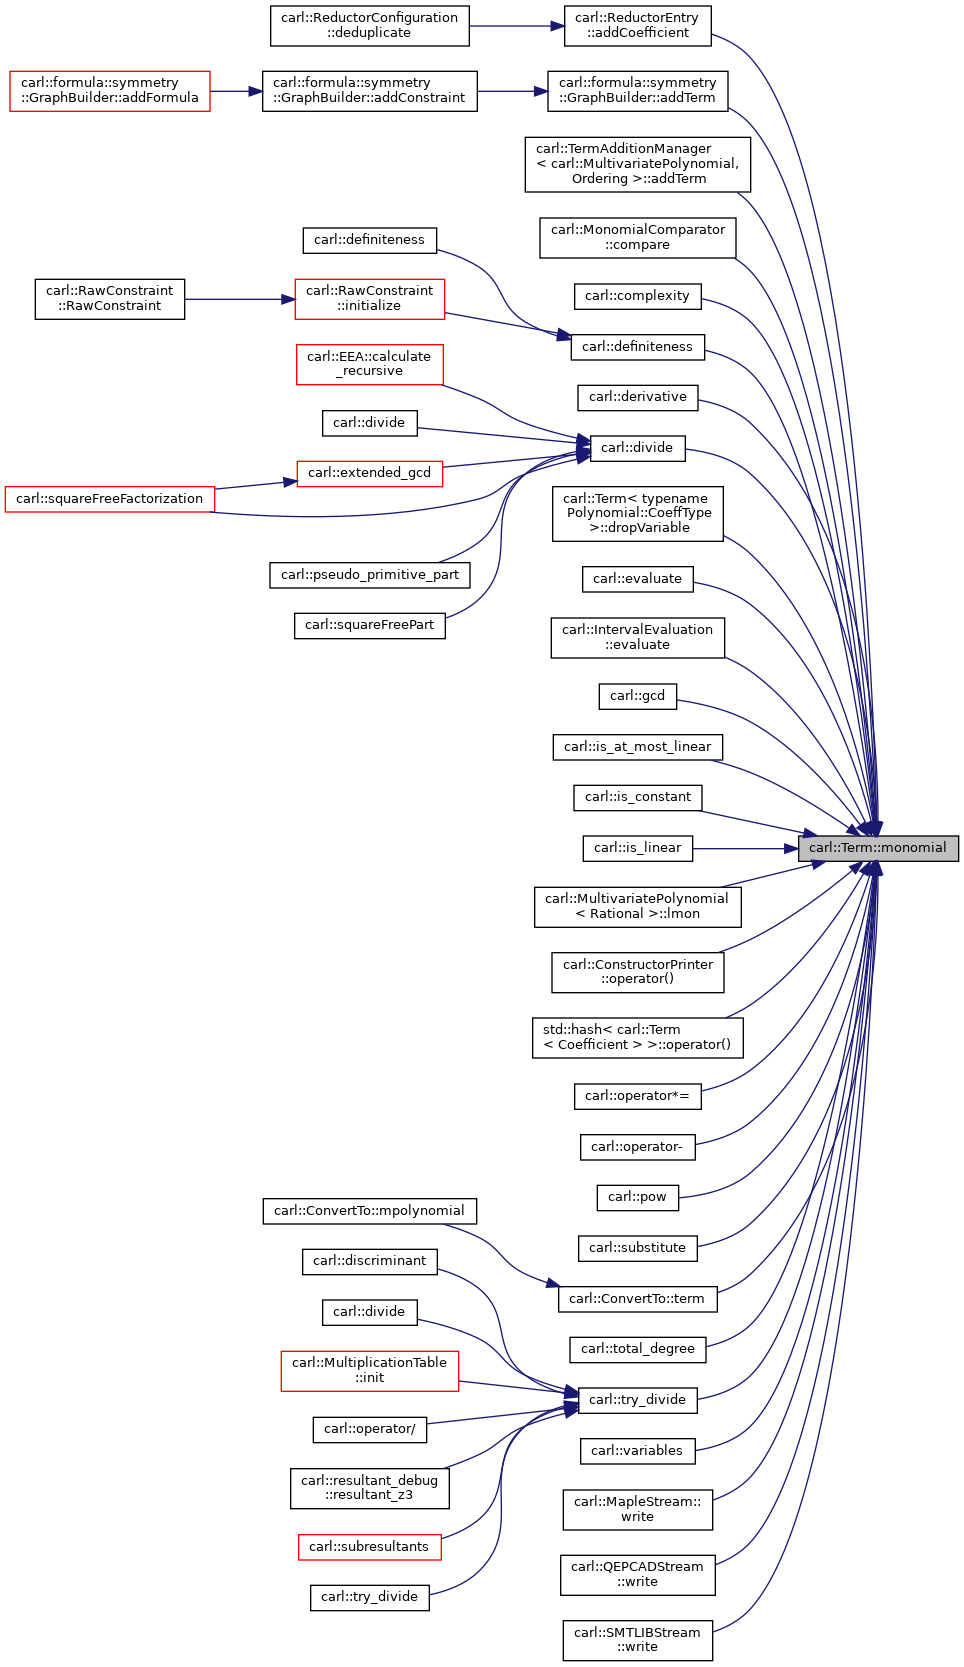 carl::ReductorConfiguration
::deduplicate
carl::ReductorEntry
::addCoefficient
carl::formula::symmetry
::GraphBuilder::addFormula
carl::formula::symmetry
::GraphBuilder::addConstraint
carl::formula::symmetry
::GraphBuilder::addTerm
carl::TermAdditionManager
< carl::MultivariatePolynomial,
Ordering >::addTerm
carl::MonomialComparator
::compare
carl::definiteness
carl::RawConstraint
::RawConstraint
carl::RawConstraint
::initialize
carl::complexity
carl::definiteness
carl::EEA::calculate
_recursive
carl::derivative
carl::divide
carl::divide
carl::extended_gcd
carl::squareFreeFactorization
carl::Term< typename
Polynomial::CoeffType
>::dropVariable
carl::pseudo_primitive_part
carl::evaluate
carl::squareFreePart
carl::IntervalEvaluation
::evaluate
carl::gcd
carl::is_at_most_linear
carl::is_constant
carl::is_linear
carl::Term::monomial
carl::MultivariatePolynomial
< Rational >::lmon
carl::ConstructorPrinter
::operator()
std::hash< carl::Term
< Coefficient > >::operator()
carl::operator*=
carl::operator-
carl::pow
carl::ConvertTo::mpolynomial
carl::substitute
carl::discriminant
carl::ConvertTo::term
carl::divide
carl::total_degree
carl::MultiplicationTable
::init
carl::try_divide
carl::operator/
carl::variables
carl::resultant_debug
::resultant_z3
carl::MapleStream::
write
carl::subresultants
carl::QEPCADStream
::write
carl::try_divide
carl::SMTLIBStream
::write